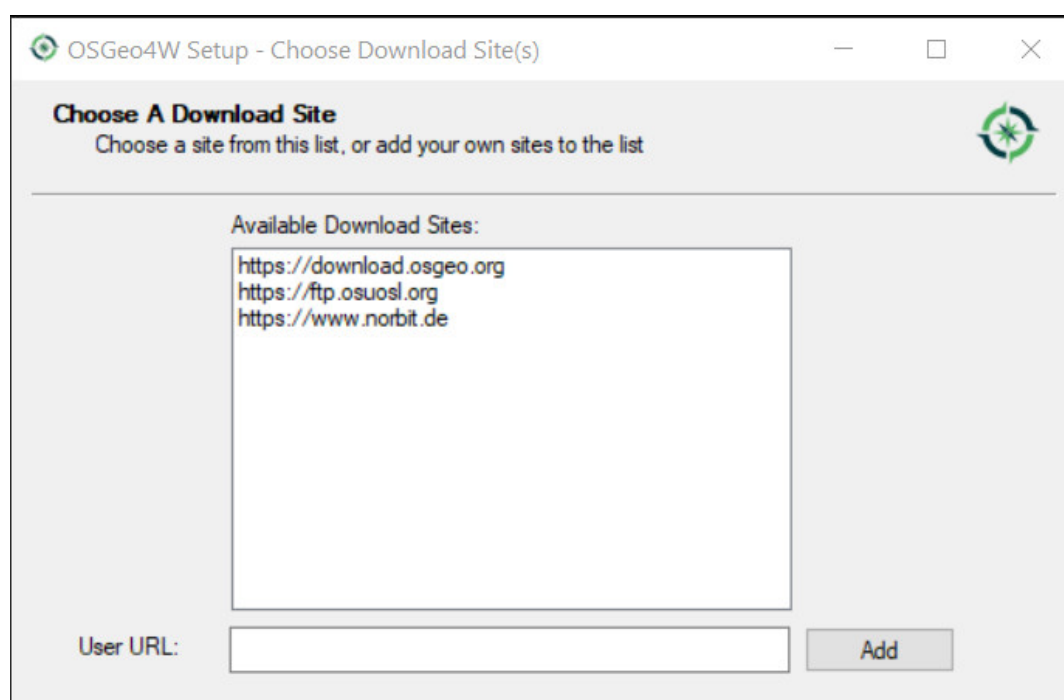 OSGeo4W Setup - Choose Download Site(s)
Choose A Download Site
Choose a site from this list, or add your own sites to the list
Available Download Sites:
https://download.osgeo.org
https://ftp.osuosl.org
https://www.norbit.de
User URL:
Add